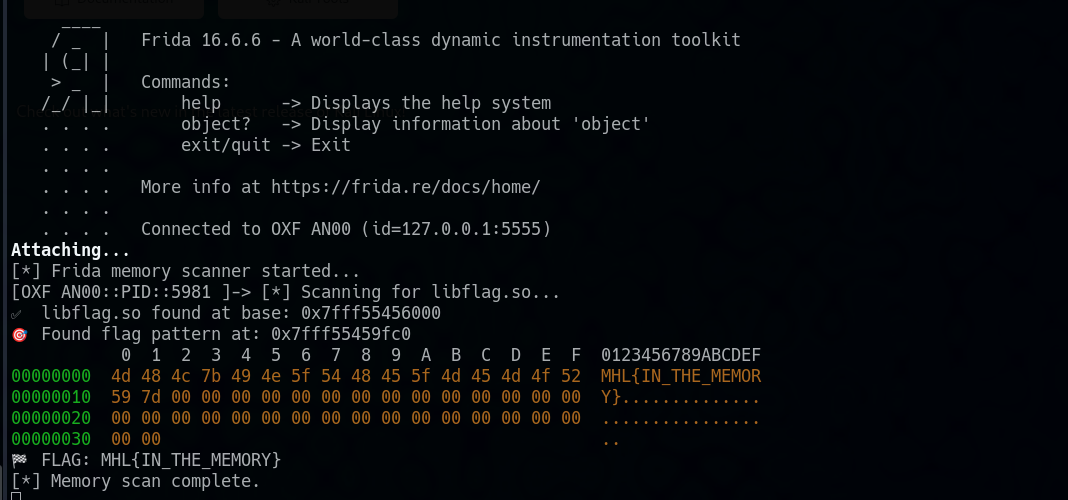 ____
   / _  |   Frida 16.6.6 - A world-class dynamic instrumentation toolkit
  | (_| |
   > _  |   Commands:
  /_/ |_|       help      -> Displays the help system
  . . . .       object?   -> Display information about 'object'
  . . . .       exit/quit -> Exit
  . . . .
  . . . .   More info at https://frida.re/docs/home/
  . . . .
  . . . .   Connected to OXF AN00 (id=127.0.0.1:5555)
Attaching...
[*] Frida memory scanner started...
[OXF AN00::PID::5981 ]-> [*] Scanning for libflag.so...
✅ libflag.so found at base: 0x7fff55456000
🎯 Found flag pattern at: 0x7fff55459fc0
           0  1  2  3  4  5  6  7  8  9  A  B  C  D  E  F  0123456789ABCDEF
00000000  4d 48 4c 7b 49 4e 5f 54 48 45 5f 4d 45 4d 4f 52  MHL{IN_THE_MEMOR
00000010  59 7d 00 00 00 00 00 00 00 00 00 00 00 00 00 00  Y}..............
00000020  00 00 00 00 00 00 00 00 00 00 00 00 00 00 00 00  ................
00000030  00 00                                            ..
🏁 FLAG: MHL{IN_THE_MEMORY}
[*] Memory scan complete.